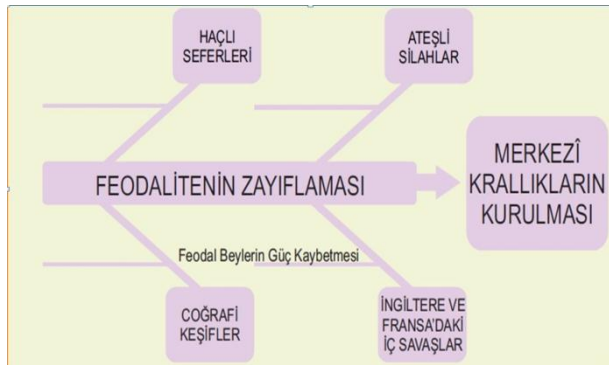 HAÇLI
SEFERLERİ
ATEŞLİ
SİLAHLAR
FEODALİTENİN ZAYIFLAMASI
MERKEZÎ
KRALLIKLARIN
KURULMASI
Feodal Beylerin Güç Kaybetmesi
COĞRAFİ
KEŞİFLER
İNGİLTERE VE
FRANSA'DAKİ
İÇ SAVAŞLAR